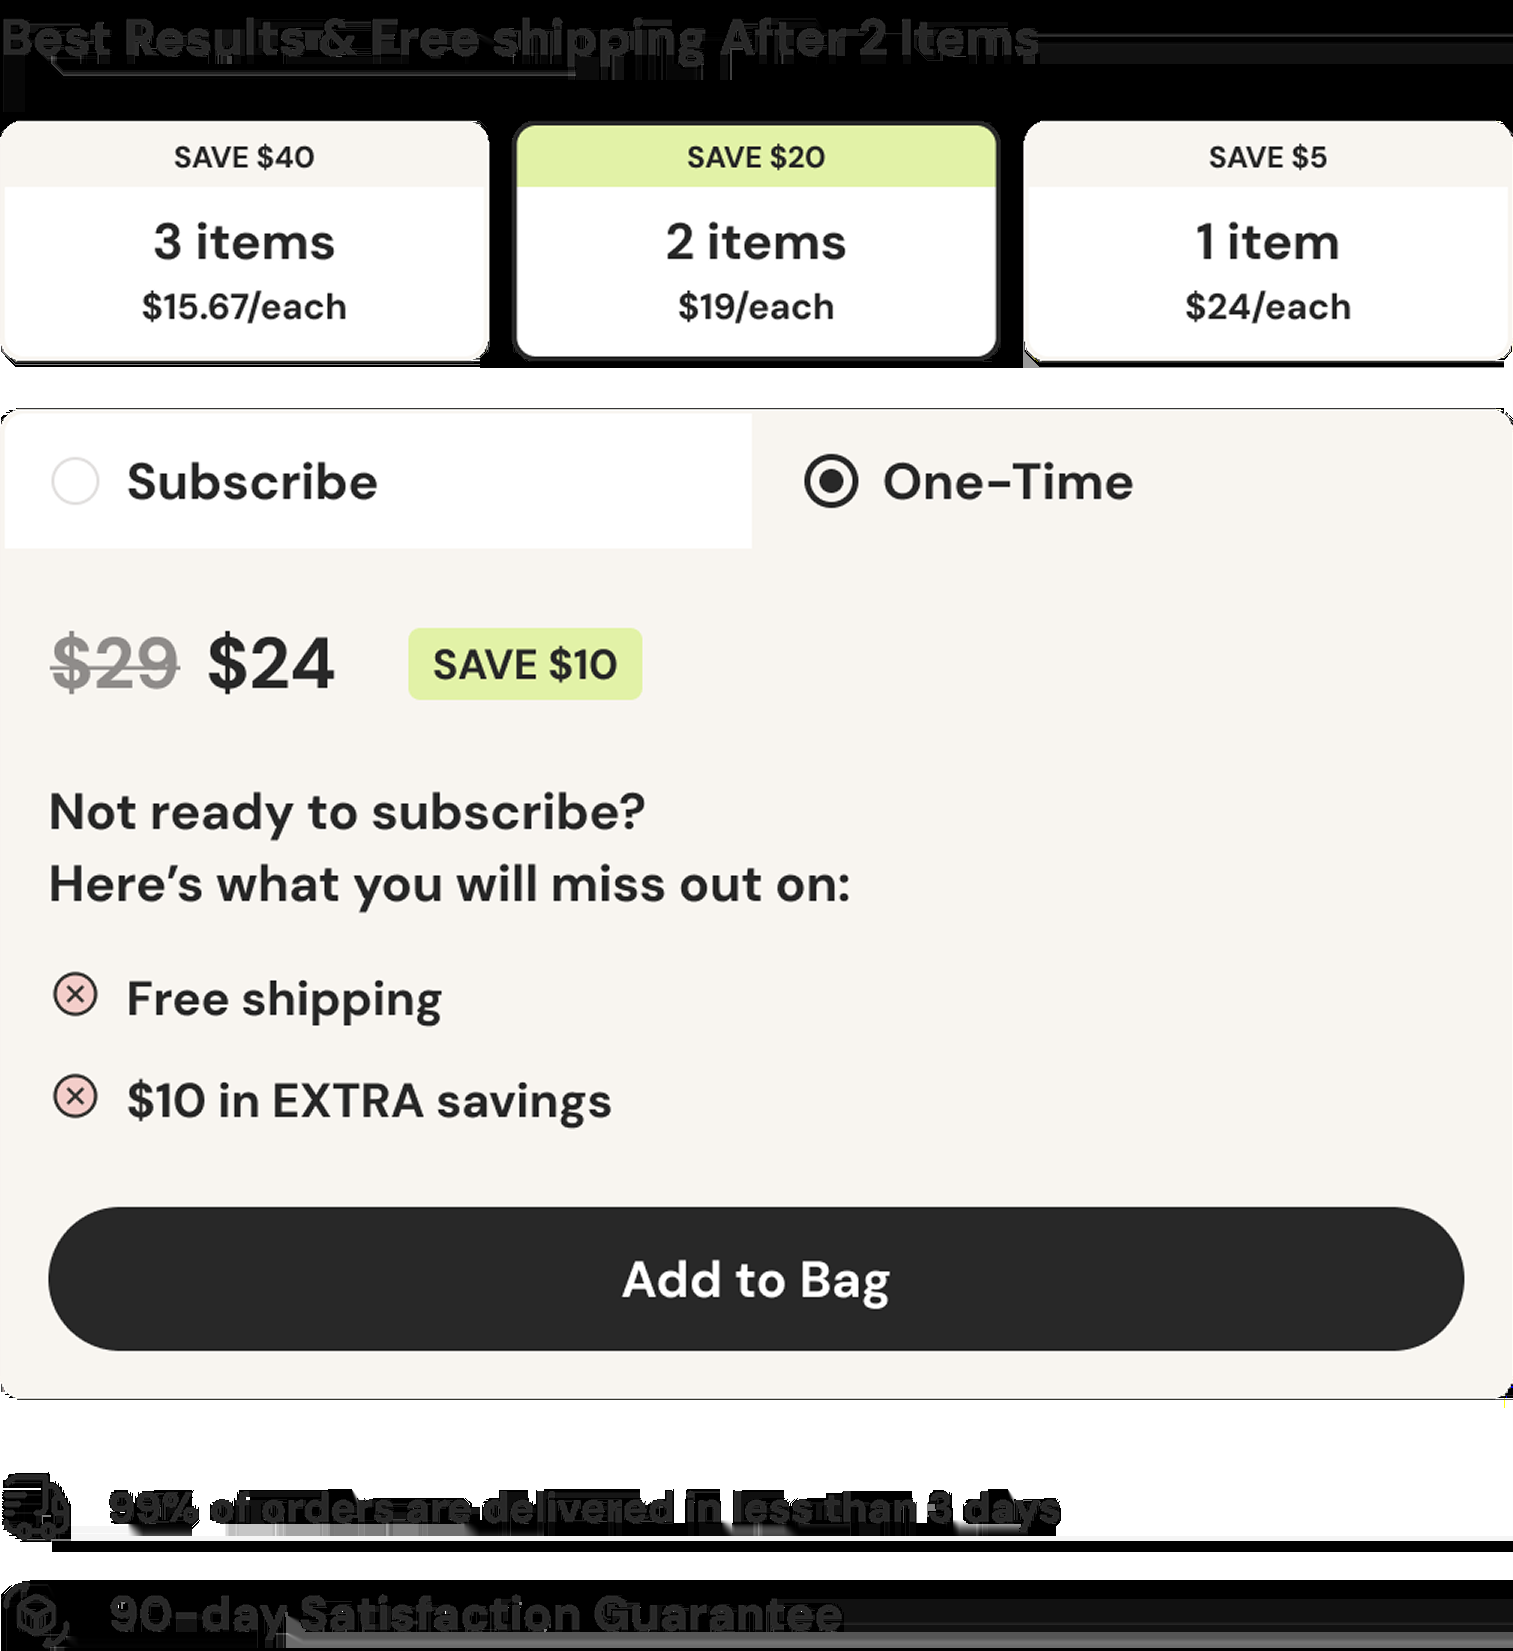 Best Results & Free shipping After 2 Items
SAVE $40
3 items
$15.67/each
SAVE $20
2 items
$19/each
SAVE $5
1 item
$24/each
Subscribe
One-Time
$29 $24 SAVE $10
Not ready to subscribe?
Here's what you will miss out on:
Free shipping
$10 in EXTRA savings
Add to Bag
99% of orders are delivered in less than 3 days
90-day Satisfaction Guarantee